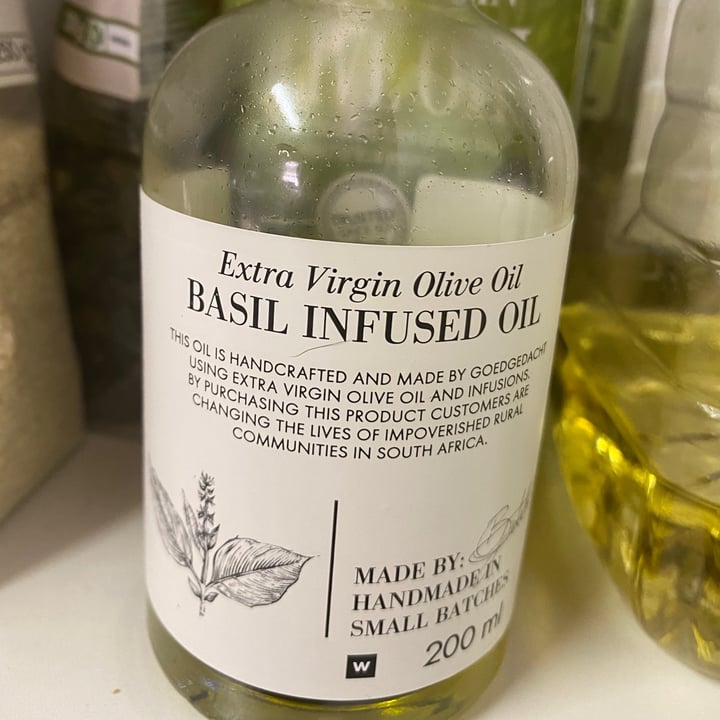 Extra Virgin Olive Oil
BASIL INFUSED OIL
THIS OIL IS HANDCRAFTED AND MADE BY GOEDGEDACHT
USING EXTRA VIRGIN OLIVE OIL AND INFUSIONS.
BY PURCHASING THIS PRODUCT CUSTOMERS ARE
CHANGING THE LIVES OF IMPOVERISHED RURAL
COMMUNITIES IN SOUTH AFRICA.
MADE BY:
HANDMADE IN
SMALL BATCHES
200 ml
W